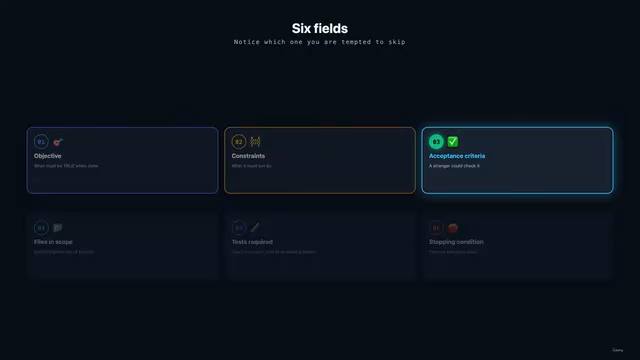 Six fields
Notice which one you are tempted to skip
01
Objective
What must be TRUE when done
02
Constraints
What it must not do
03
Acceptance criteria
A stranger could check it
04
Files in scope
05
Tests required
06
Stopping condition